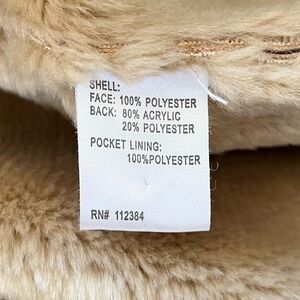 SHELL:
FACE: 100% POLYESTER
BACK: 80% ACRYLIC
20% POLYESTER
POCKET LINING:
100%POLYESTER
RN# 112384